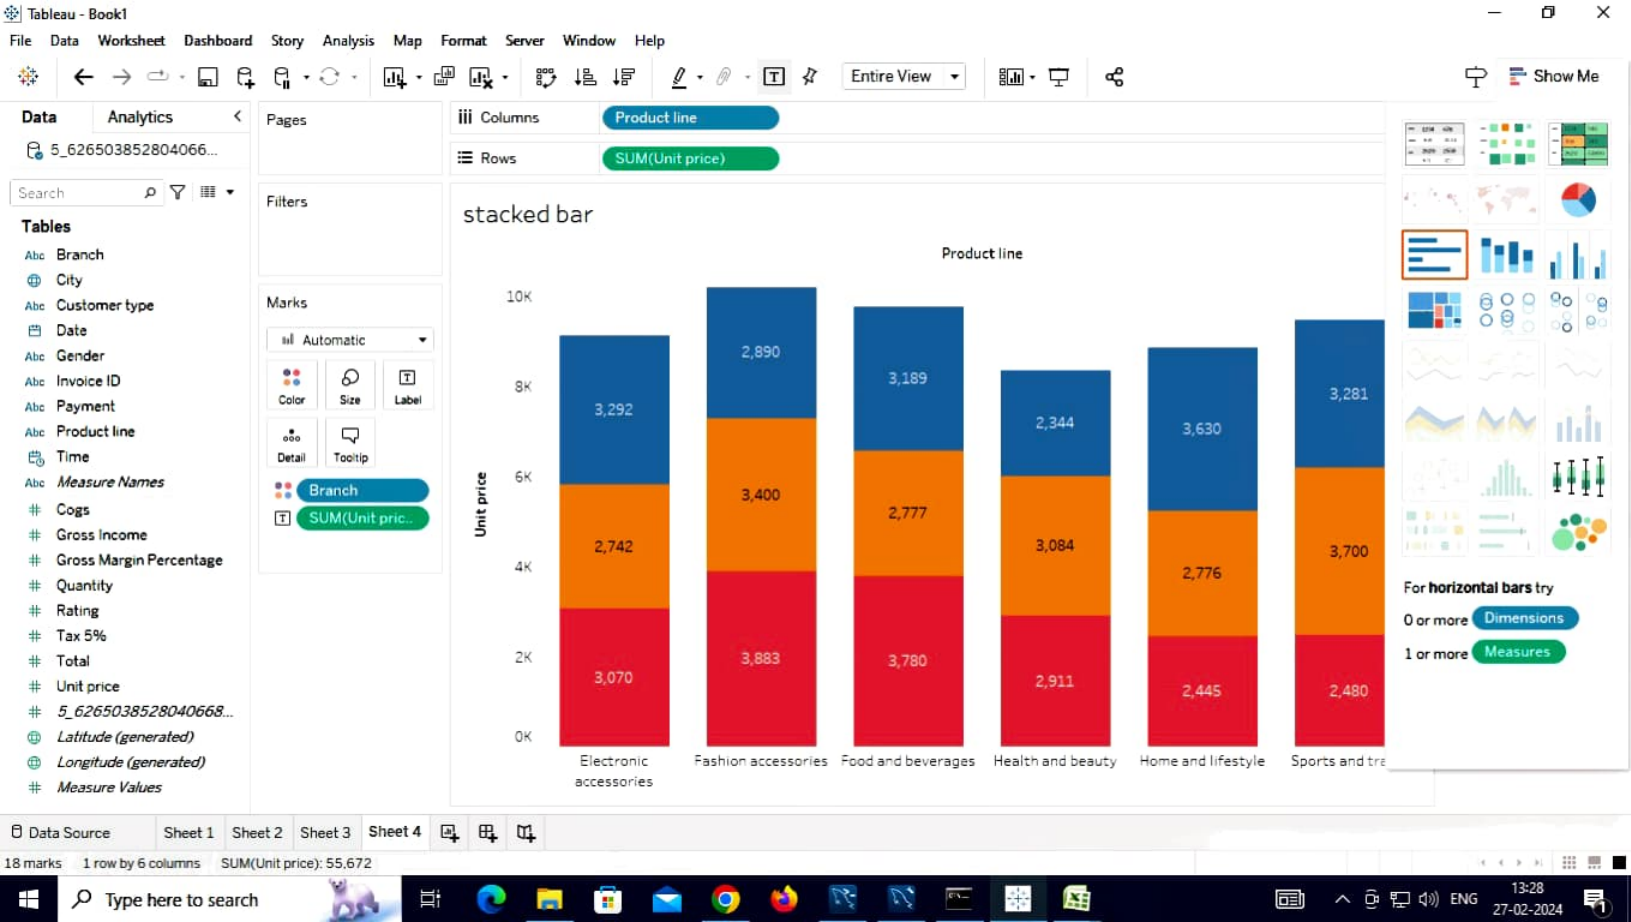 Tableau - Book1
File Data Worksheet Dashboard Story Analysis Map Format Server Window Help
Entire View
Show Me
Data Analytics
5_626503852804066...
Search
Tables
Abc Branch
City
Abc Customer type
Date
Abc Gender
Abc Invoice ID
Abc Payment
Abc Product line
Time
Abc Measure Names
# Cogs
# Gross Income
# Gross Margin Percentage
# Quantity
# Rating
# Tax 5%
# Total
# Unit price
# 5_6265038528040668...
Latitude (generated)
Longitude (generated)
# Measure Values
Pages
Filters
Marks
Automatic
Color Size Label
Detail Tooltip
Branch
SUM(Unit pric..
Columns Product line
Rows SUM(Unit price)
stacked bar
Product line
Unit price
10K
8K
6K
4K
2K
0K
3,292 2,890 3,189 2,344 3,630 3,281
2,742 3,400 2,777 3,084 2,776 3,700
3,070 3,883 3,780 2,911 2,445 2,480
Electronic accessories
Fashion accessories
Food and beverages
Health and beauty
Home and lifestyle
Sports and tra
For horizontal bars try
0 or more Dimensions
1 or more Measures
Data Source Sheet 1 Sheet 2 Sheet 3 Sheet 4
18 marks 1 row by 6 columns SUM(Unit price): 55,672
Type here to search
ENG
13:28
27-02-2024
1